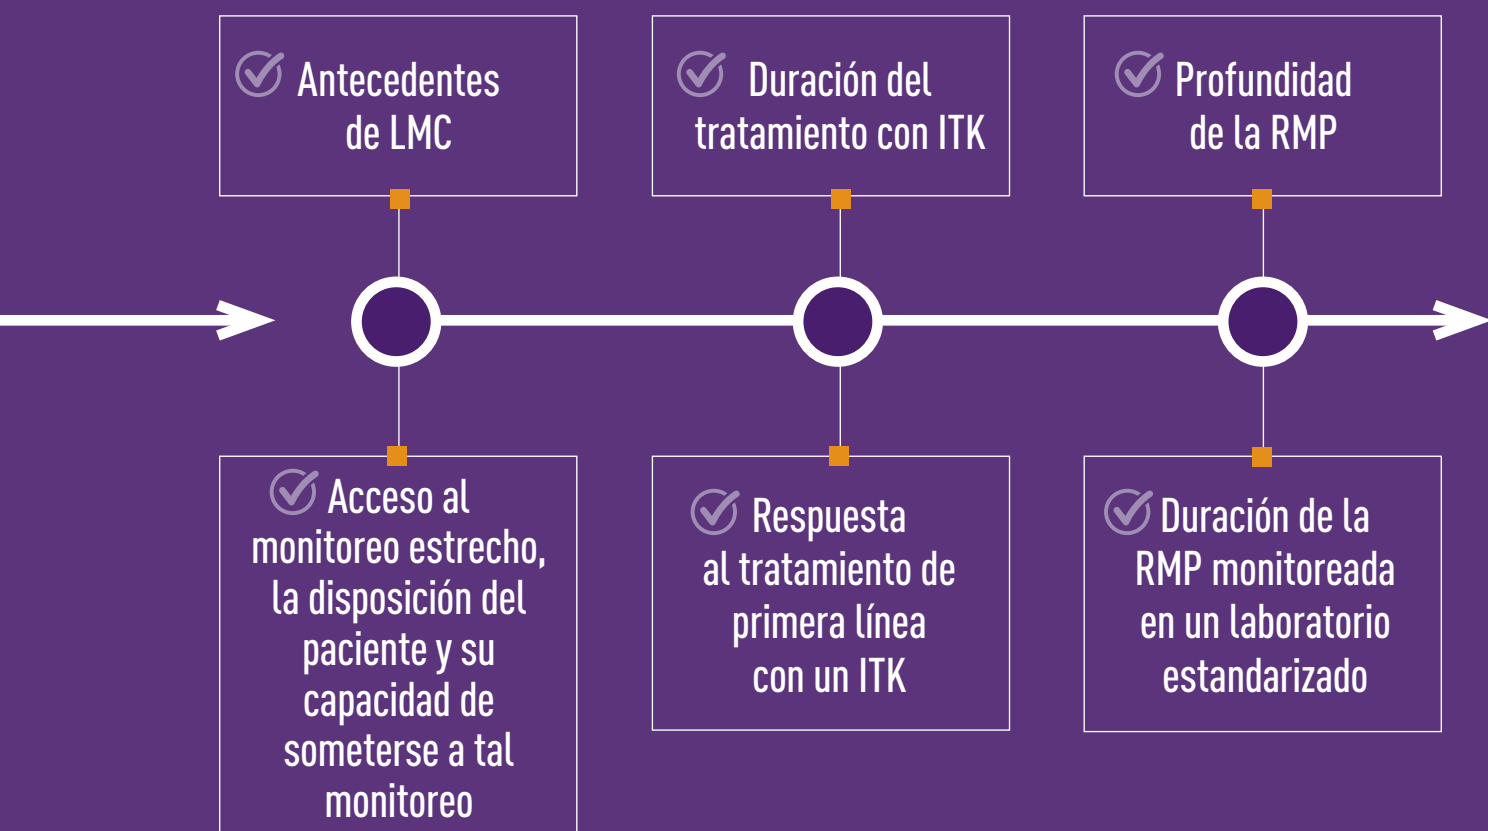 Antecedentes
de LMC
Duración del
tratamiento con ITK
Profundidad
de la RMP
Acceso al
monitoreo estrecho,
la disposición del
paciente y su
capacidad de
someterse a tal
monitoreo
Respuesta
al tratamiento de
primera línea
con un ITK
Duración de la
RMP monitoreada
en un laboratorio
estandarizado